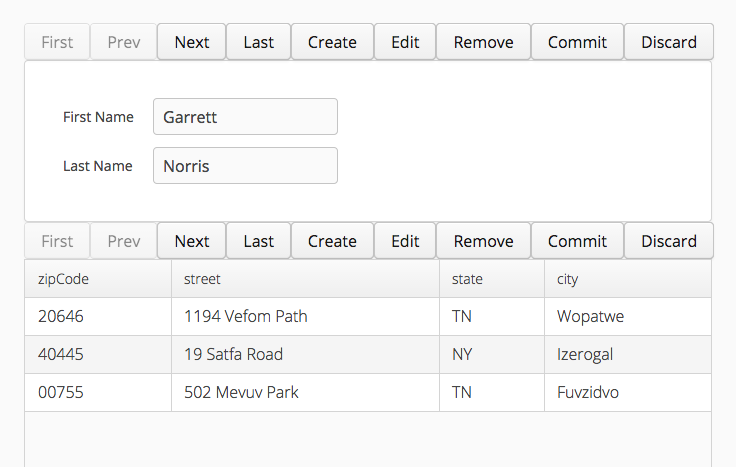 First Prev Next Last Create Edit Remove Commit Discard
First Name Garrett
Last Name Norris
First Prev Next Last Create Edit Remove Commit Discard
zipCode street state city
20646 1194 Vefom Path TN Wopatwe
40445 19 Satfa Road NY Izerogal
00755 502 Mevuv Park TN Fuvzidvo